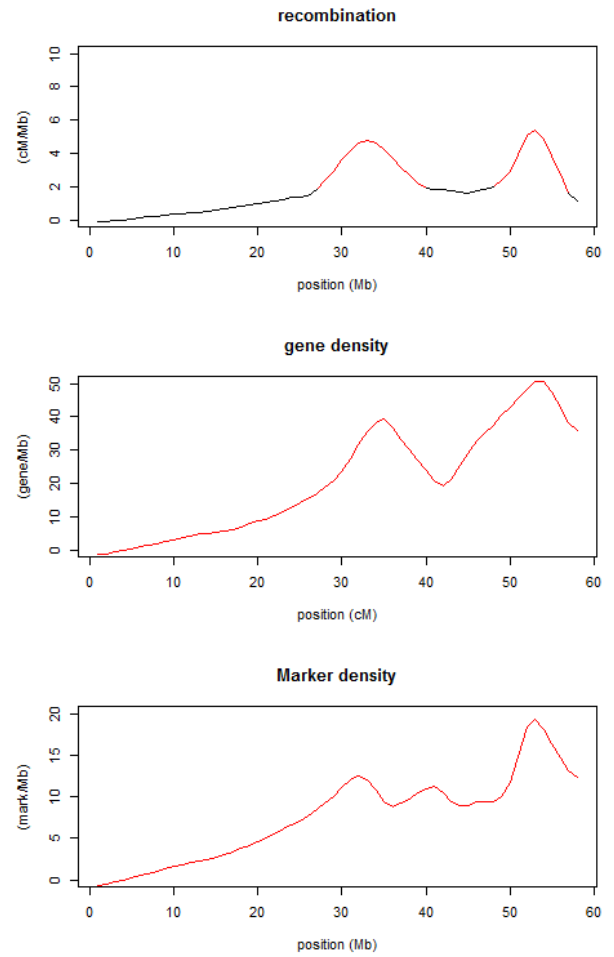 recombination
(cM/Mb)
10
8
6
4
2
0
0 10 20 30 40 50 60
position (Mb)
gene density
(gene/Mb)
50
40
30
20
10
0
0 10 20 30 40 50 60
position (cM)
Marker density
(mark/Mb)
20
15
10
5
0
0 10 20 30 40 50 60
position (Mb)